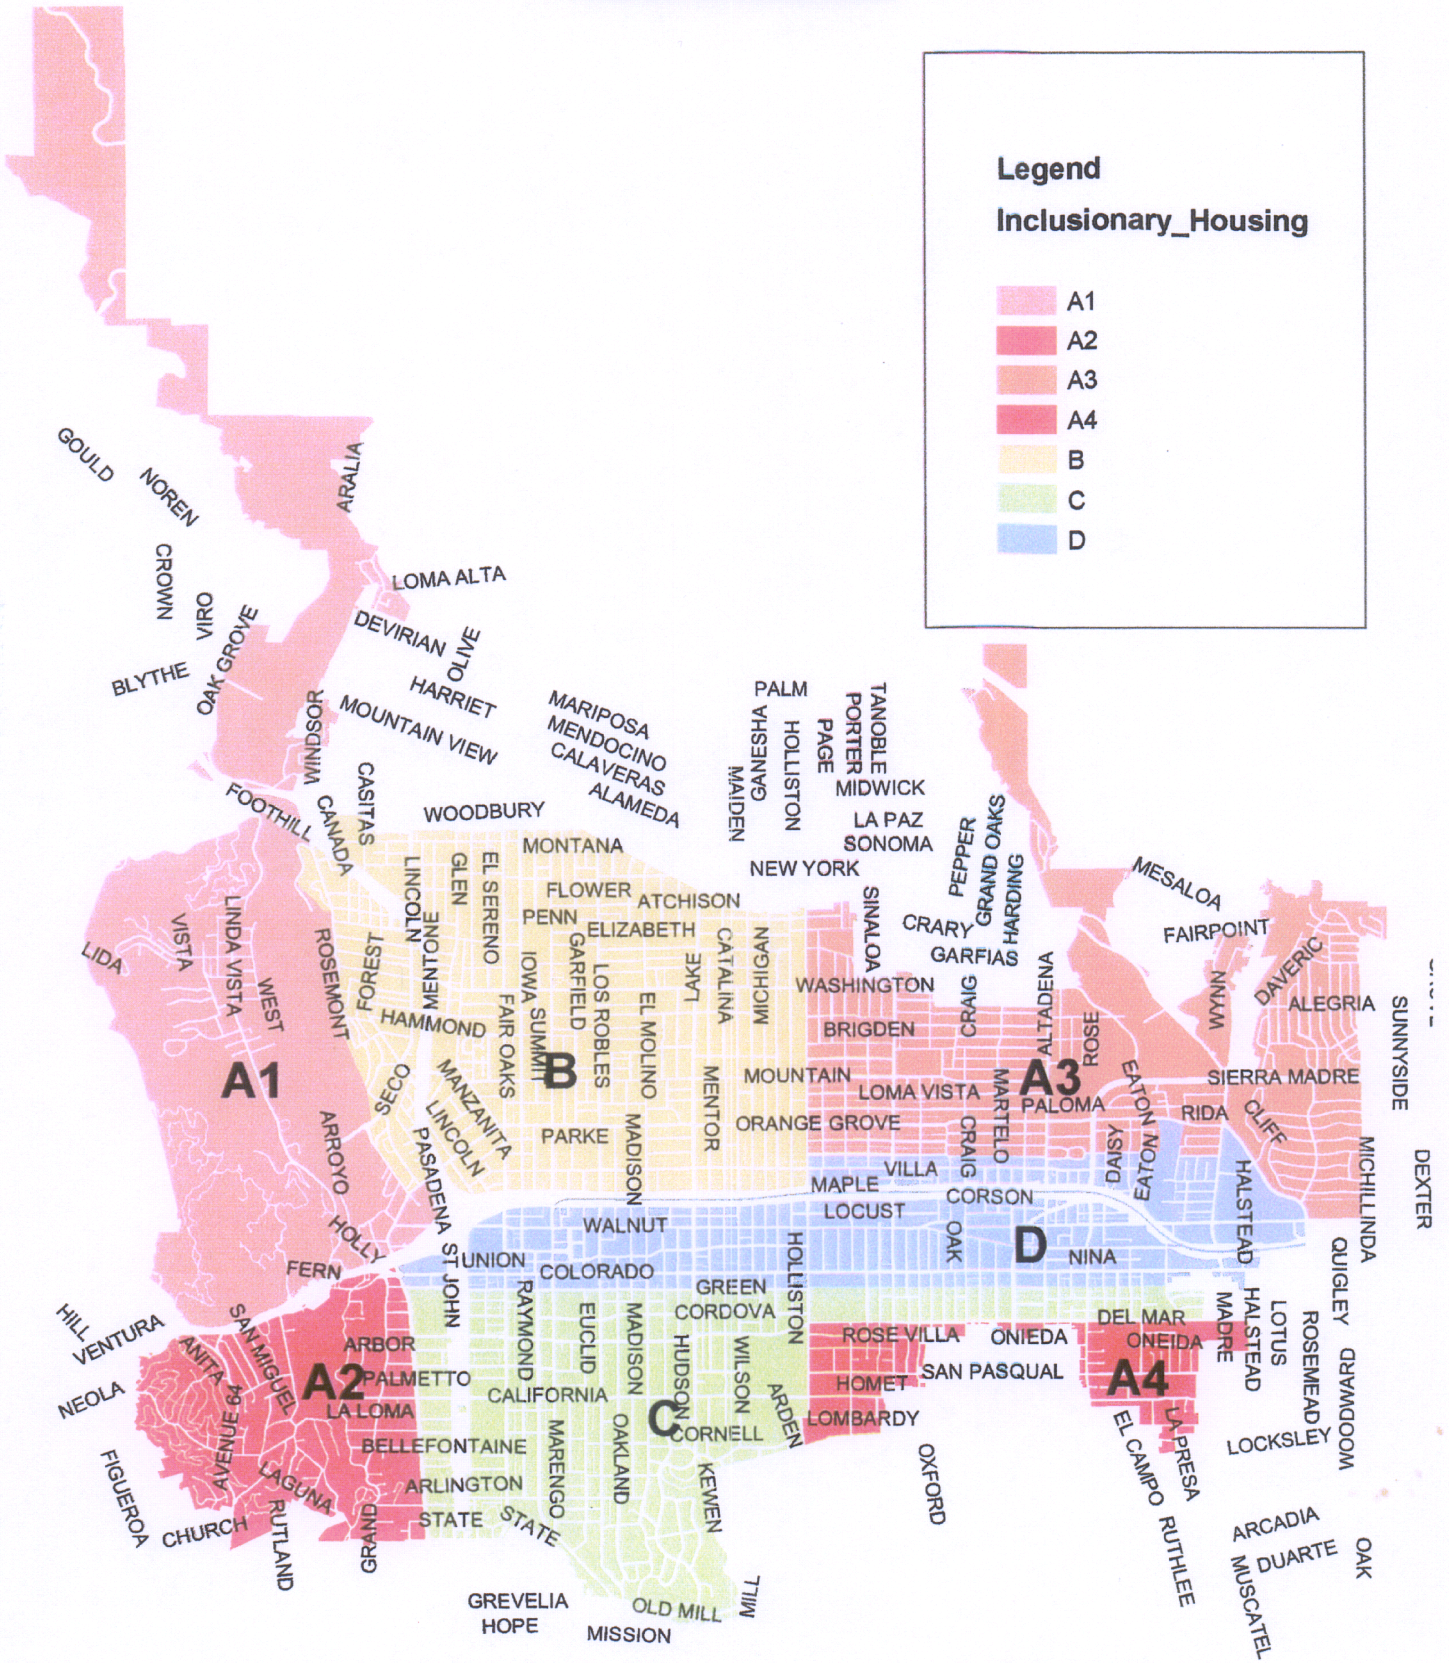 Legend
Inclusionary_Housing
A1
A2
A3
A4
B
C
D
GOULD
NOREN
ARALIA
CROWN
VIRO
LOMA ALTA
BLYTHE
OAK GROVE
DEVIRIAN
OLIVE
HARRIET
WINDSOR
MOUNTAIN VIEW
MARIPOSA
MENDOCINO
CALAVERAS
ALAMEDA
PALM
GANESHA
MAIDEN
HOLLISTON
PAGE
PORTER
TANOBLE
MIDWICK
LA PAZ
SONOMA
NEW YORK
FOOTHILL
CANADA
CASITAS
WOODBURY
MONTANA
PEPPER
GRAND OAKS
HARDING
MESALOA
LINCOLN
GLEN
EL SERENO
FLOWER
ATCHISON
PENN
ELIZABETH
SINALOA
CRARY
GARFIAS
FAIRPOINT
LIDA
VISTA
LINDA VISTA
WEST
ROSEMONT
FOREST
MENTONE
HAMMOND
FAIR OAKS
IOWA
SUMMIT
GARFIELD
LOS ROBLES
EL MOLINO
LAKE
CATALINA
MICHIGAN
WASHINGTON
BRIGDEN
CRAIG
ALTADENA
ROSE
WYNN
DAVERIC
ALEGRIA
SUNNYSIDE
A1
B
A3
SECO
MANZANITA
LINCOLN
MENTOR
MOUNTAIN
LOMA VISTA
MARTELO
PALOMA
EATON
SIERRA MADRE
RIDA
CLIFF
ARROYO
PASADENA
PARKE
MADISON
ORANGE GROVE
CRAIG
DAISY
EATON
HALSTEAD
MICHILLINDA
DEXTER
VILLA
MAPLE
CORSON
LOCUST
HOLLY
FERN
ST JOHN
UNION
WALNUT
COLORADO
GREEN
CORDOVA
HOLLISTON
OAK
D
NINA
QUIGLEY
HILL
VENTURA
SAN MIGUEL
ANITA
ARBOR
RAYMOND
EUCLID
MADISON
HUDSON
WILSON
ROSE VILLA
ONIEDA
DEL MAR
ONEIDA
MADRE
HALSTEAD
LOTUS
ROSEMEAD
WOODWARD
NEOLA
A2
PALMETTO
CALIFORNIA
ARDEN
HOMET
SAN PASQUAL
A4
AVENUE 64
LA LOMA
C
CORNELL
LOMBARDY
BELLEFONTAINE
MARENGO
OAKLAND
EL CAMPO
LA PRESA
LOCKSLEY
FIGUEROA
LAGUNA
ARLINGTON
KEWEN
OXFORD
CHURCH
RUTLAND
GRAND
STATE
STATE
RUTHLEE
ARCADIA
DUARTE
OAK
MUSCATEL
GREVELIA
HOPE
MISSION
OLD MILL
MILL